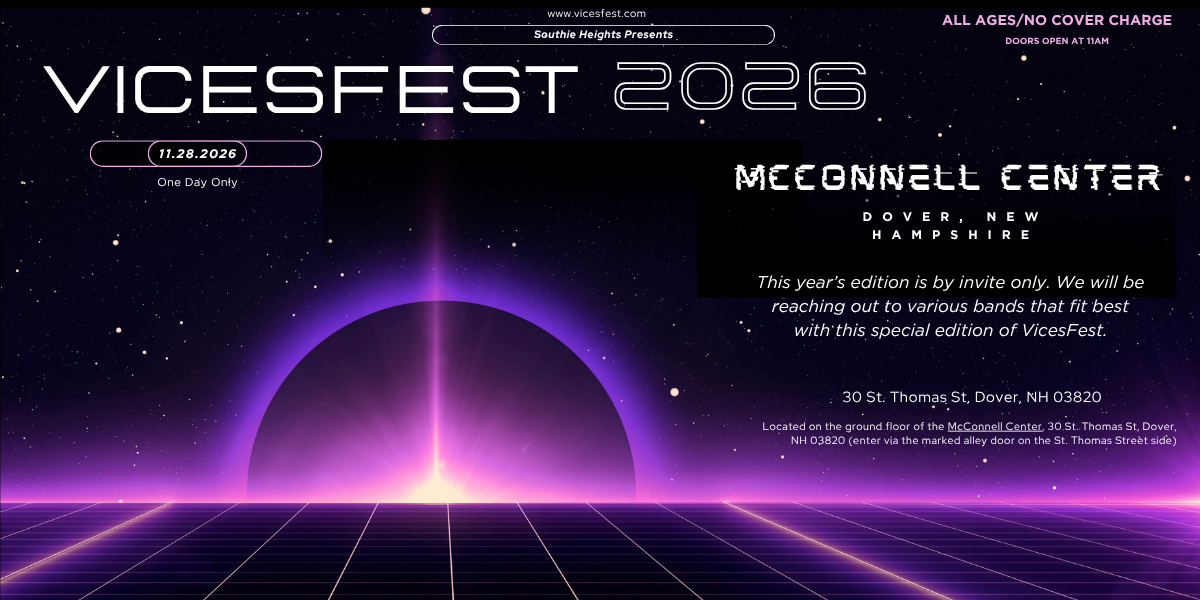 www.vicesfest.com
Southie Heights Presents
ALL AGES/NO COVER CHARGE
DOORS OPEN AT 11AM
VICESFEST 2026
11.28.2026
One Day Only
MCCONNELL CENTER
DOVER, NEW
HAMPSHIRE
This year's edition is by invite only. We will be
reaching out to various bands that fit best
with this special edition of VicesFest.
30 St. Thomas St, Dover, NH 03820
Located on the ground floor of the McConnell Center, 30 St. Thomas St, Dover,
NH 03820 (enter via the marked alley door on the St. Thomas Street side)